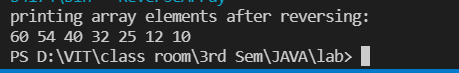 printing array elements after reversing:
60 54 40 32 25 12 10
PS D:\VIT\class room\3rd Sem\JAVA\lab>